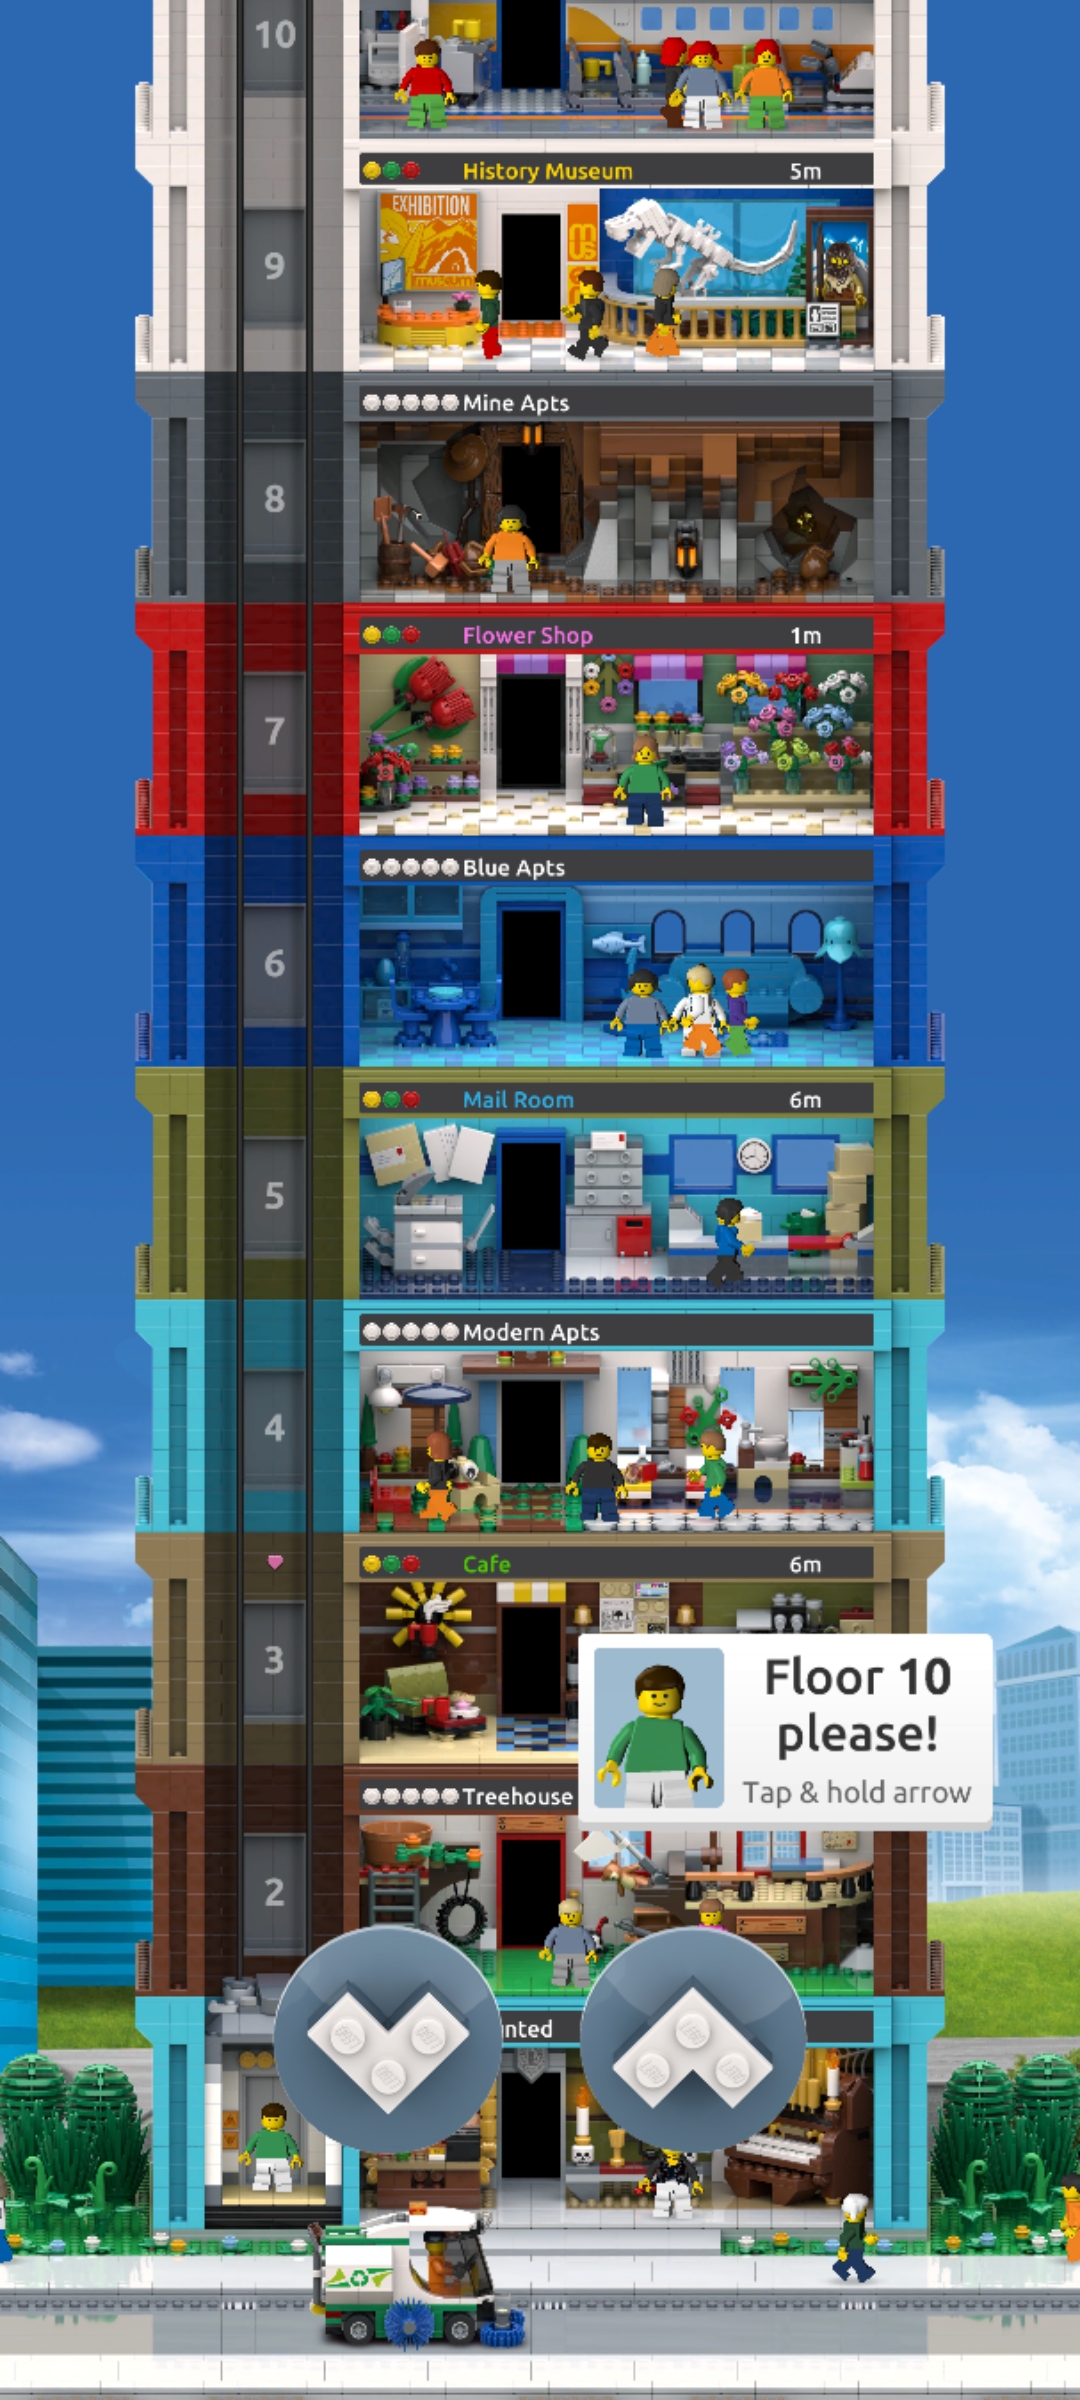 10
History Museum 5m
EXHIBITION
museum
9
Mine Apts
8
Flower Shop 1m
7
Blue Apts
6
Mail Room 6m
5
Modern Apts
4
Cafe 6m
3
Floor 10
please!
Tap & hold arrow
Treehouse
2
nted